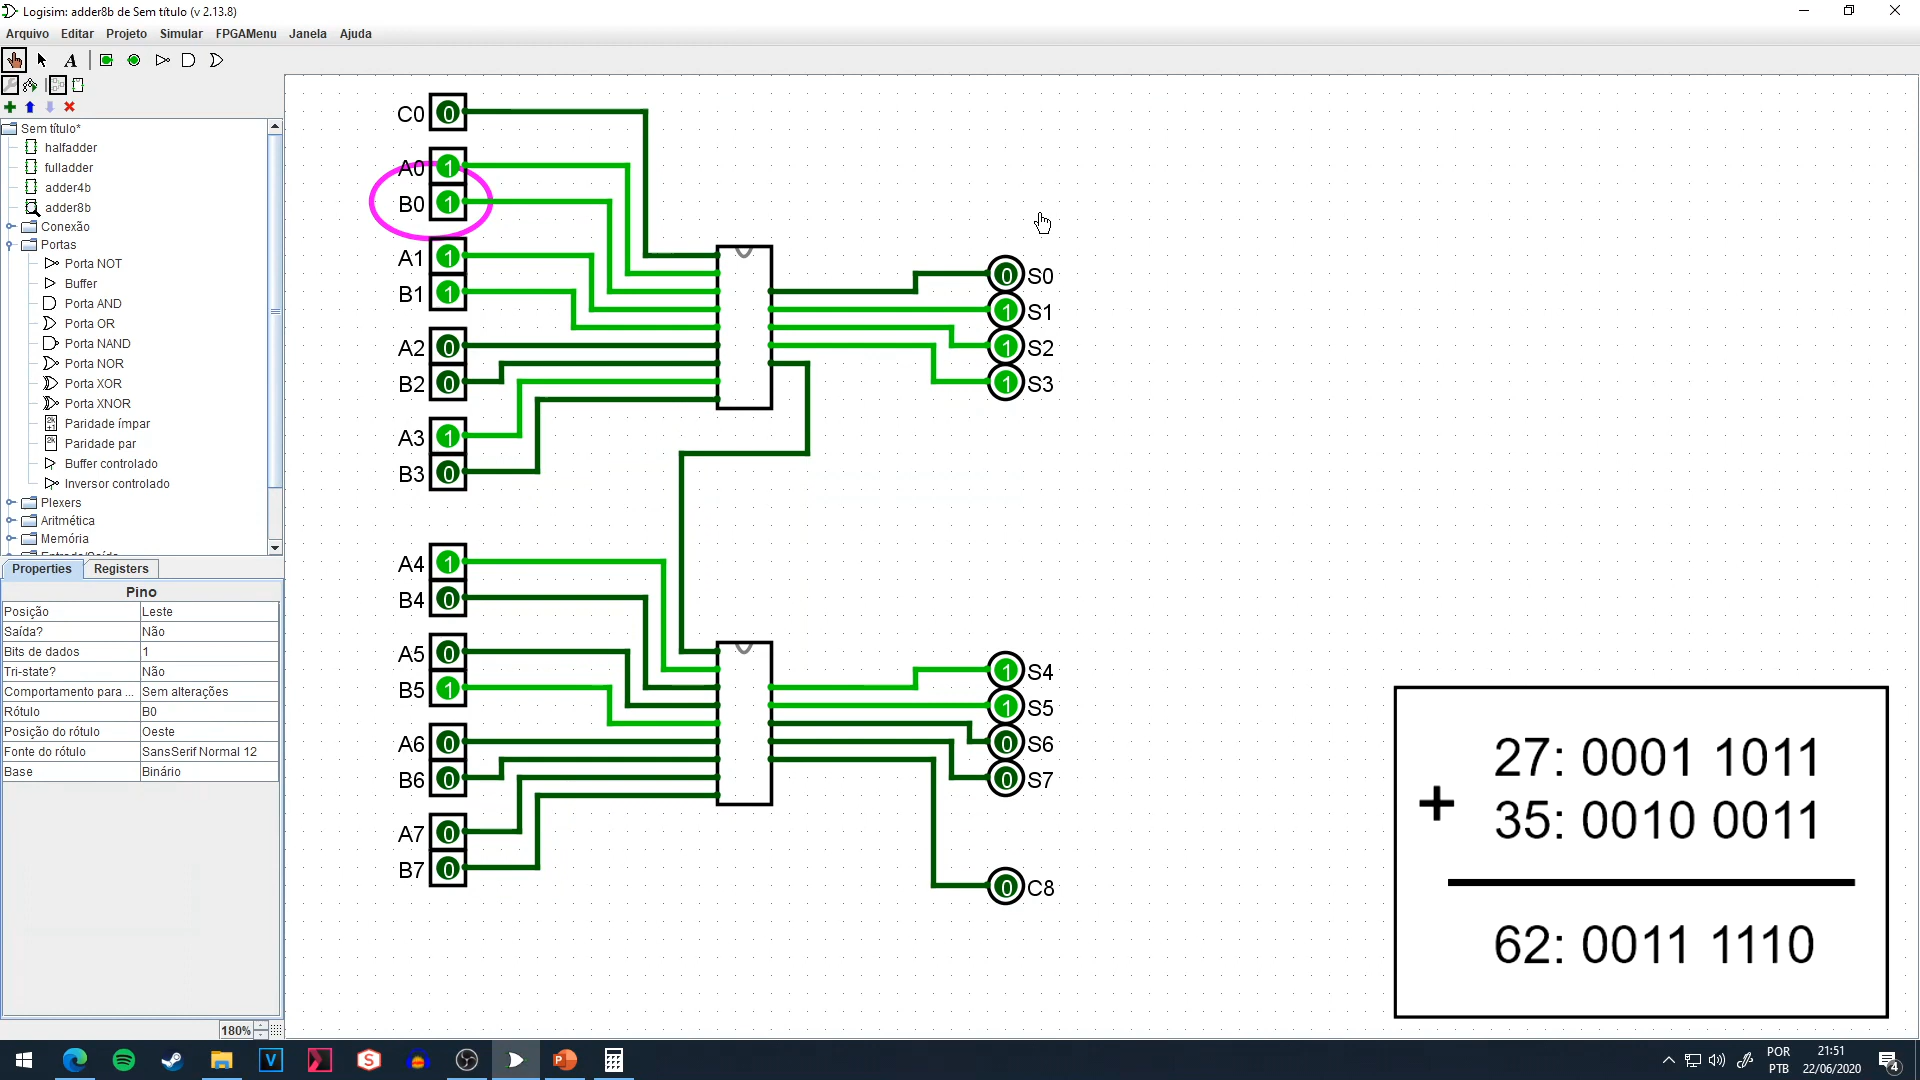 Logisim: adder8b de Sem título (v 2.13.8)
Arquivo Editar Projeto Simular FPGAMenu Janela Ajuda
A
Sem título*
halfadder
fulladder
adder4b
adder8b
Conexão
Portas
Porta NOT
Buffer
Porta AND
Porta OR
Porta NAND
Porta NOR
Porta XOR
Porta XNOR
Paridade ímpar
Paridade par
Buffer controlado
Inversor controlado
Plexers
Aritmética
Memória
Properties Registers
Pino
Posição Leste
Saída? Não
Bits de dados 1
Tri-state? Não
Comportamento para ... Sem alterações
Rótulo B0
Posição do rótulo Oeste
Fonte do rótulo SansSerif Normal 12
Base Binário
180%
C0 0
A0 1
B0 1
A1 1
B1 1
A2 0
B2 0
A3 1
B3 0
A4 1
B4 0
A5 0
B5 1
A6 0
B6 0
A7 0
B7 0
0 S0
1 S1
1 S2
1 S3
1 S4
1 S5
0 S6
0 S7
0 C8
27: 0001 1011
+ 35: 0010 0011
62: 0011 1110
POR
PTB
21:51
22/06/2020
4